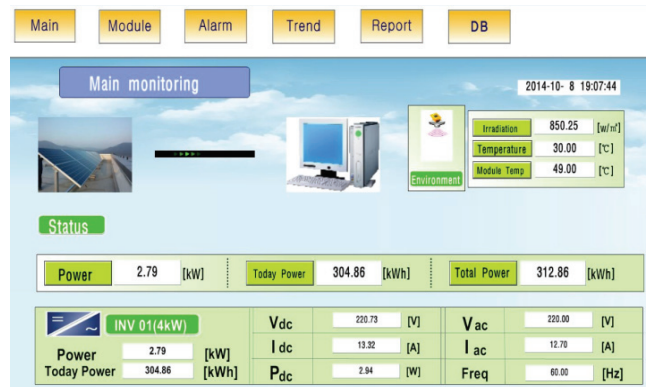 Main Module Alarm Trend Report DB
Main monitoring
2014-10- 8 19:07:44
Irradiation 850.25 [w/㎡]
Temperature 30.00 [℃]
Module Temp 49.00 [℃]
Environment
Status
Power 2.79 [kW] Today Power 304.86 [kWh] Total Power 312.86 [kWh]
INV 01(4kW)
Power 2.79 [kW]
Today Power 304.86 [kWh]
Vdc 220.73 [V]
I dc 13.32 [A]
Pdc 2.94 [W]
Vac 220.00 [V]
I ac 12.70 [A]
Freq 60.00 [Hz]